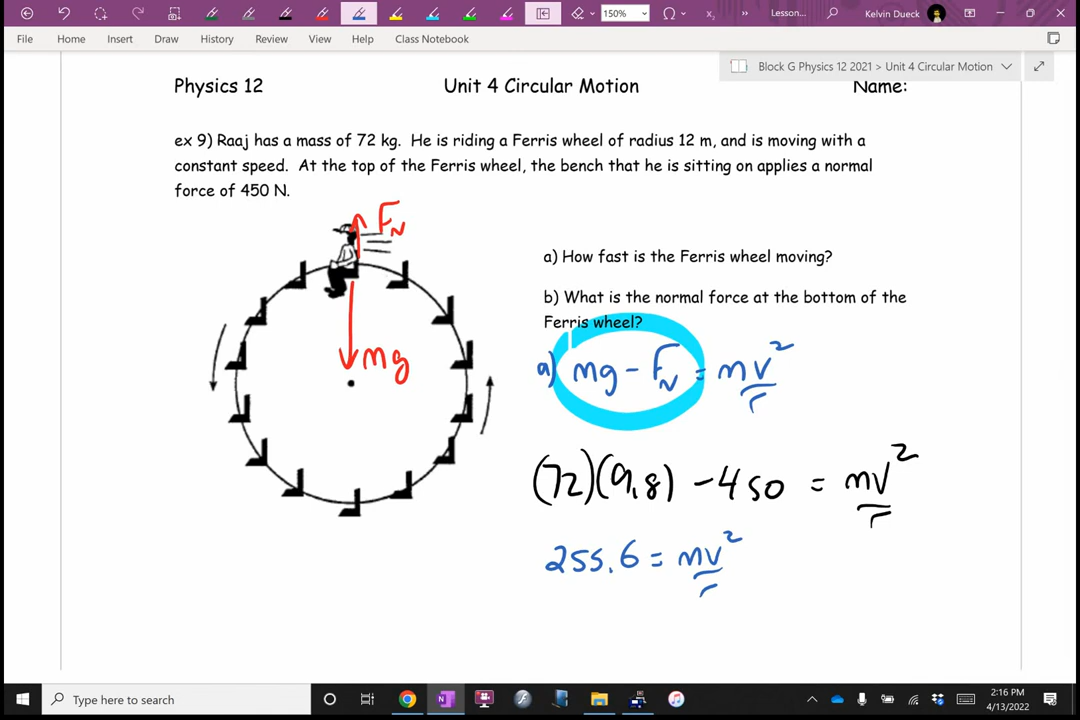 150%
Lesson...
Kelvin Dueck
File Home Insert Draw History Review View Help Class Notebook
Block G Physics 12 2021 > Unit 4 Circular Motion
Physics 12 Unit 4 Circular Motion Name:
ex 9) Raaj has a mass of 72 kg. He is riding a Ferris wheel of radius 12 m, and is moving with a
constant speed. At the top of the Ferris wheel, the bench that he is sitting on applies a normal
force of 450 N.
FN
mg
a) How fast is the Ferris wheel moving?
b) What is the normal force at the bottom of the
Ferris wheel?
a) mg - FN = mv²/r
(72)(9.8) - 450 = mv²/r
255.6 = mv²/r
Type here to search
2:16 PM
4/13/2022